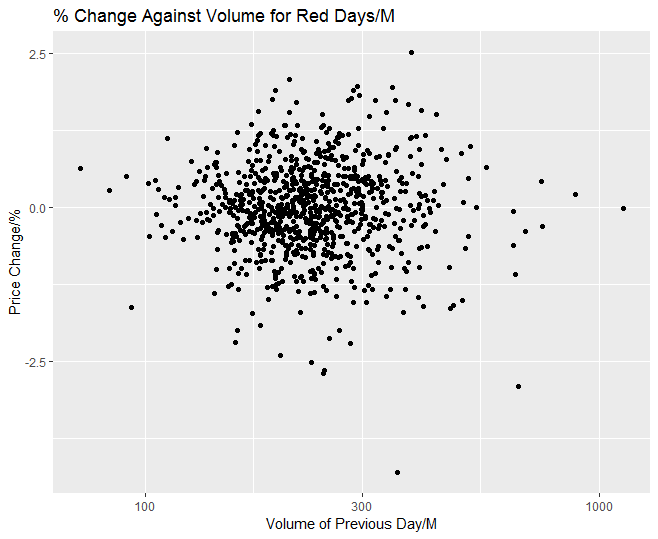 % Change Against Volume for Red Days/M
2.5
0.0
-2.5
Price Change/%
100
300
1000
Volume of Previous Day/M